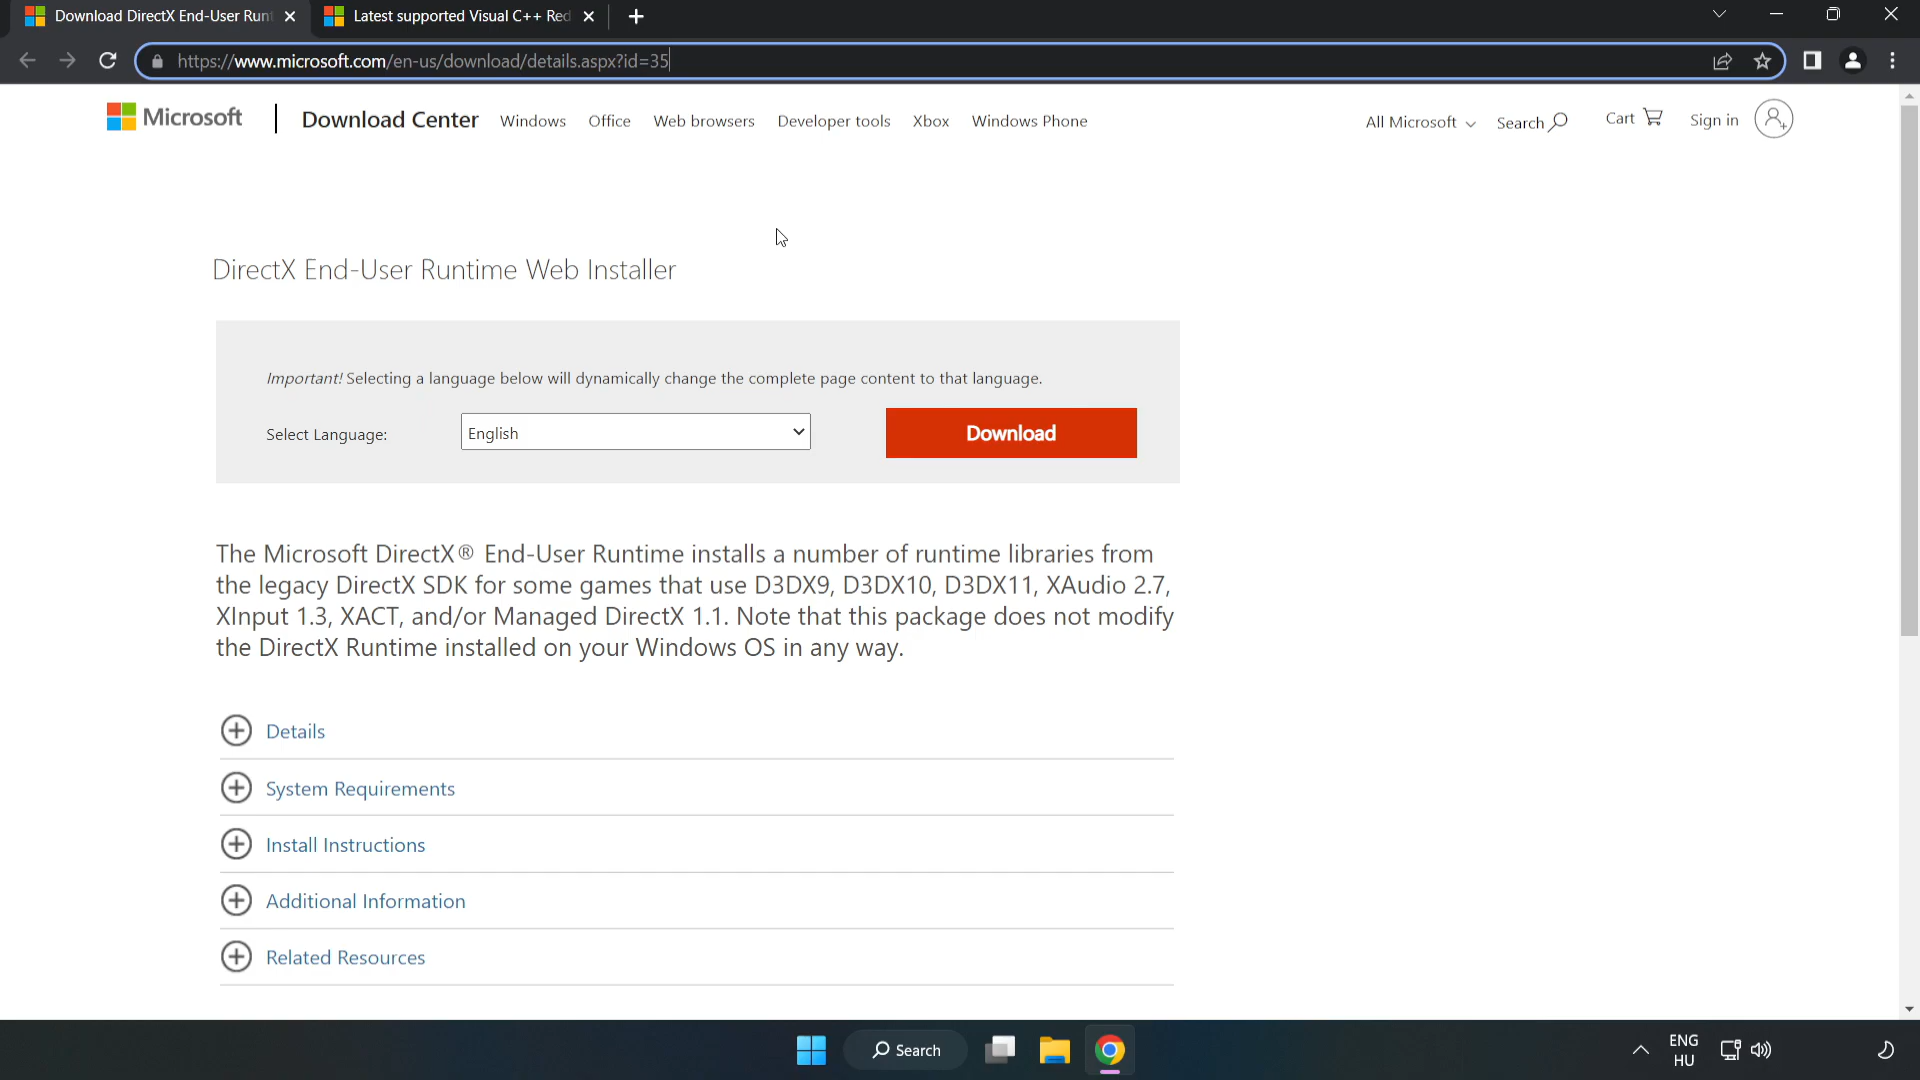 Download DirectX End-User Runt
Latest supported Visual C++ Red
https://www.microsoft.com/en-us/download/details.aspx?id=35
Microsoft
Download Center
Windows
Office
Web browsers
Developer tools
Xbox
Windows Phone
All Microsoft
Search
Cart
Sign in
DirectX End-User Runtime Web Installer
Important! Selecting a language below will dynamically change the complete page content to that language.
Select Language:
English
Download
The Microsoft DirectX® End-User Runtime installs a number of runtime libraries from
the legacy DirectX SDK for some games that use D3DX9, D3DX10, D3DX11, XAudio 2.7,
XInput 1.3, XACT, and/or Managed DirectX 1.1. Note that this package does not modify
the DirectX Runtime installed on your Windows OS in any way.
Details
System Requirements
Install Instructions
Additional Information
Related Resources
Search
ENG
HU